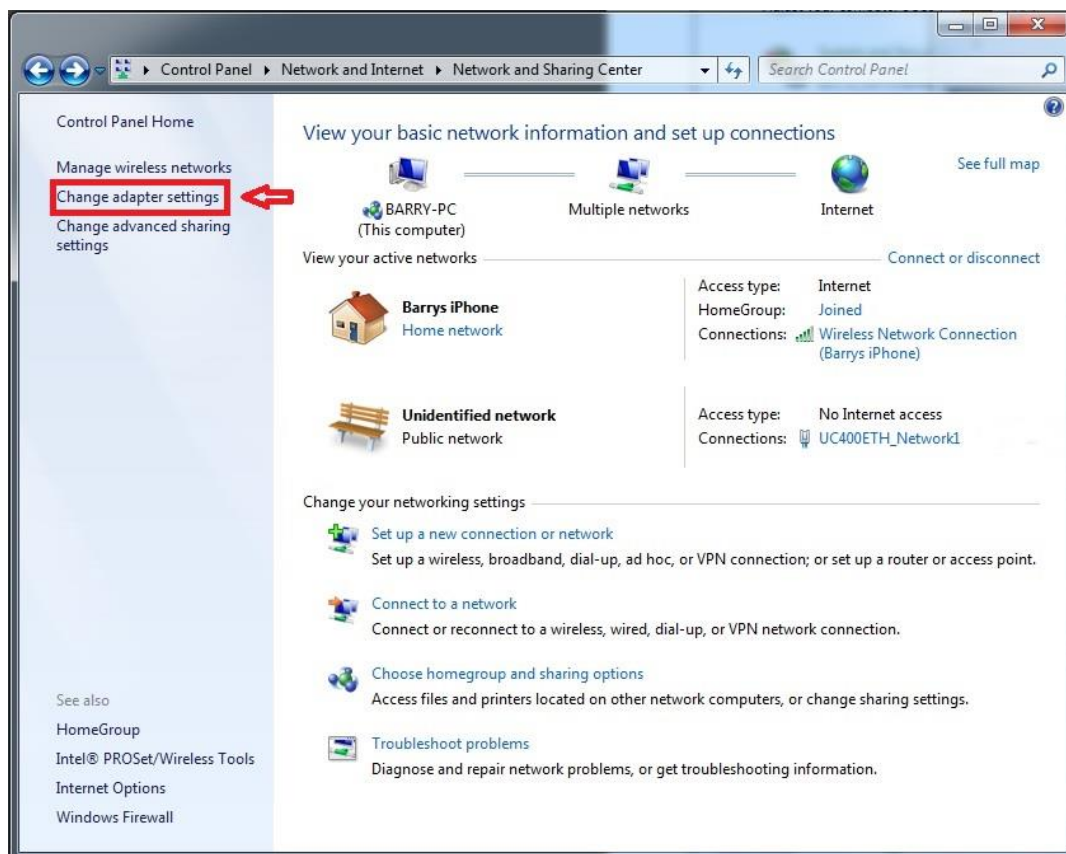 Control Panel ▸ Network and Internet ▸ Network and Sharing Center
Search Control Panel
Control Panel Home
Manage wireless networks
Change adapter settings
Change advanced sharing
settings
View your basic network information and set up connections
See full map
BARRY-PC
(This computer)
Multiple networks
Internet
View your active networks
Connect or disconnect
Barrys iPhone
Home network
Access type: Internet
HomeGroup: Joined
Connections: Wireless Network Connection
(Barrys iPhone)
Unidentified network
Public network
Access type: No Internet access
Connections: UC400ETH_Network1
Change your networking settings
Set up a new connection or network
Set up a wireless, broadband, dial-up, ad hoc, or VPN connection; or set up a router or access point.
Connect to a network
Connect or reconnect to a wireless, wired, dial-up, or VPN network connection.
Choose homegroup and sharing options
Access files and printers located on other network computers, or change sharing settings.
Troubleshoot problems
Diagnose and repair network problems, or get troubleshooting information.
See also
HomeGroup
Intel® PROSet/Wireless Tools
Internet Options
Windows Firewall